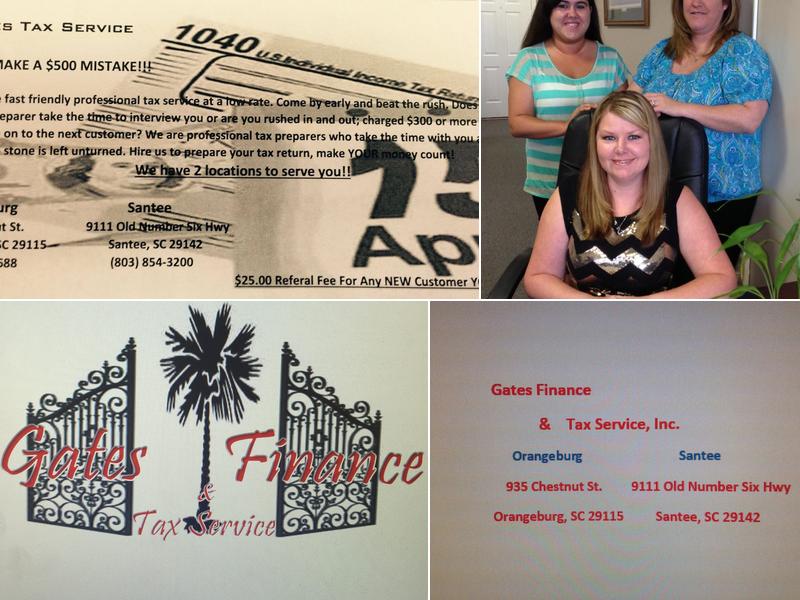 ES TAX SERVICE
1040 U.S. Individual Income Tax Return
MAKE A $500 MISTAKE!!!
fast friendly professional tax service at a low rate. Come by early and beat the rush. Does
eparer take the time to interview you or are you rushed in and out; charged $300 or more
on to the next customer? We are professional tax preparers who take the time with you a
stone is left unturned. Hire us to prepare your tax return, make YOUR money count!
We have 2 locations to serve you!!
urg
ut St.
SC 29115
688
Santee
9111 Old Number Six Hwy
Santee, SC 29142
(803) 854-3200
15
Ap
$25.00 Referal Fee For Any NEW Customer Y
Gates Finance
&
Tax Service
Gates Finance
& Tax Service, Inc.
Orangeburg
935 Chestnut St.
Orangeburg, SC 29115
Santee
9111 Old Number Six Hwy
Santee, SC 29142